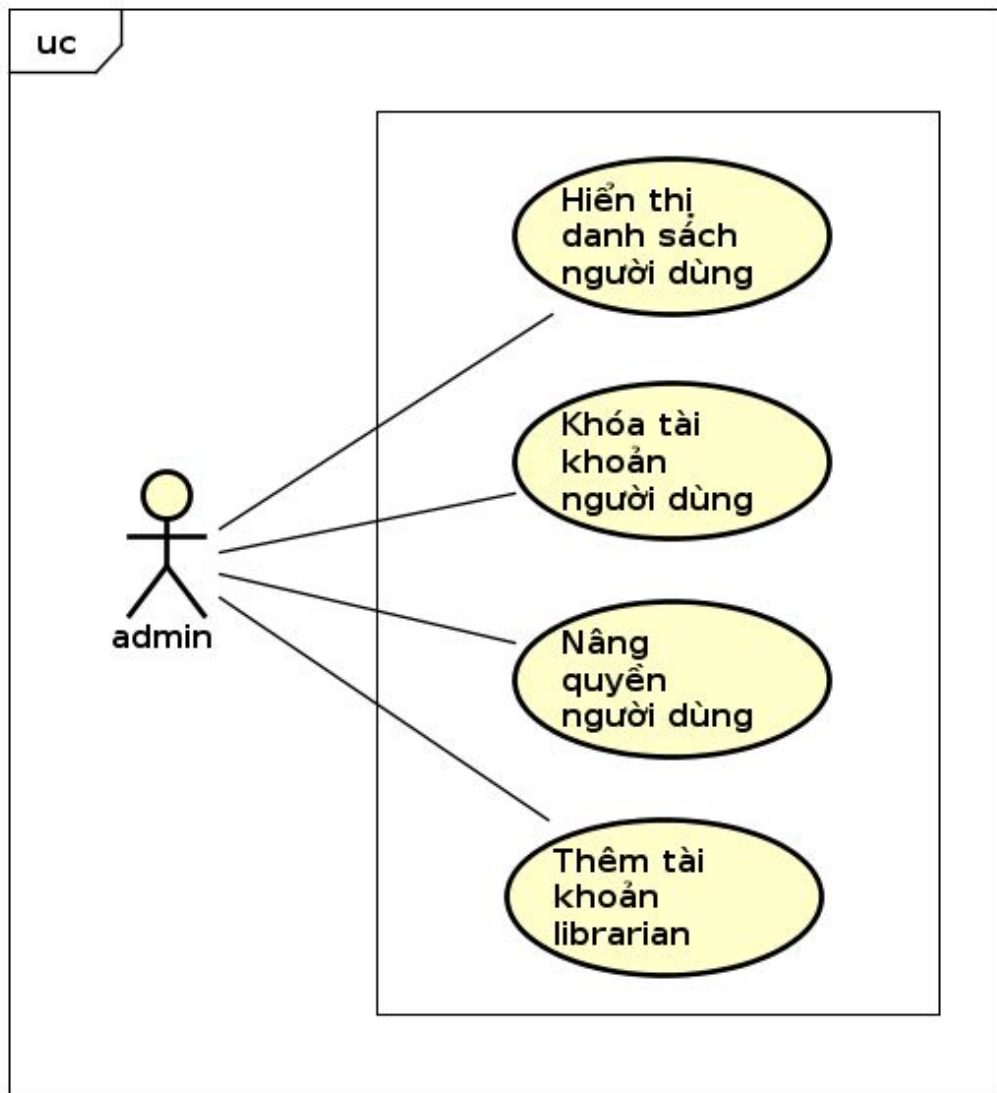 uc
Hiển thị
danh sách
người dùng
Khóa tài
khoản
người dùng
admin
Nâng
quyền
người dùng
Thêm tài
khoản
librarian